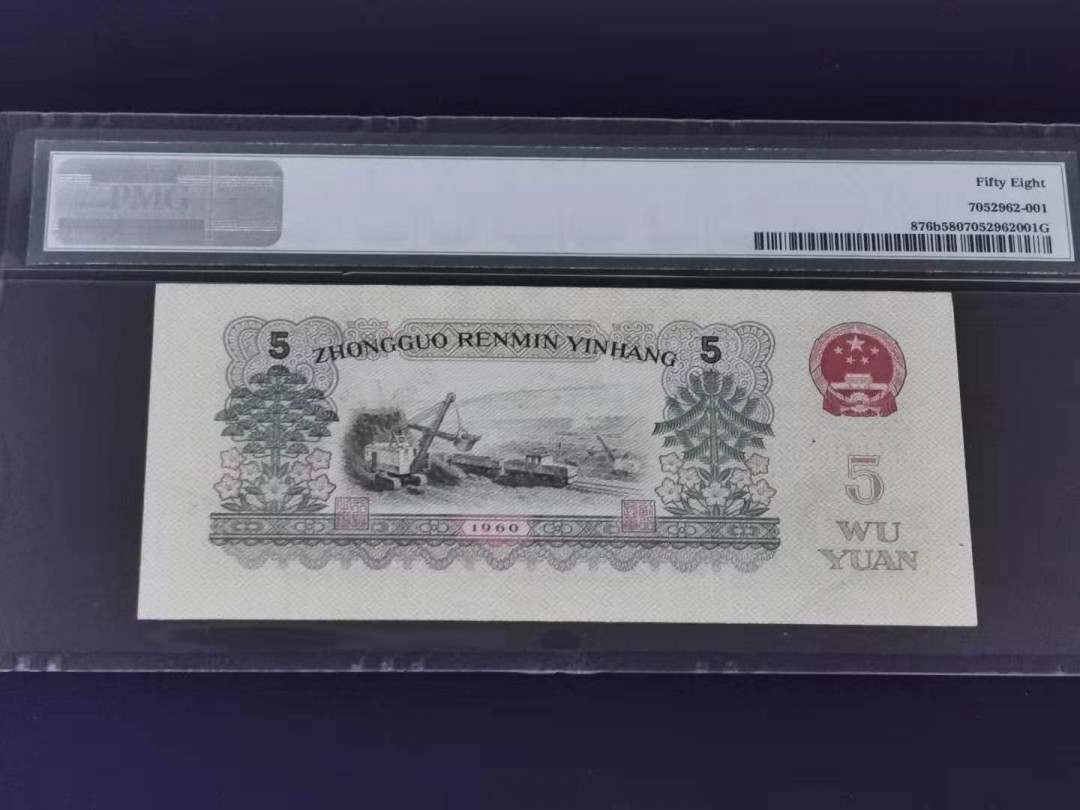 PMG
Fifty Eight
7052962-001
876b5807052962001G
5 ZHONGGUO RENMIN YINHANG 5
5
WU
YUAN
1960